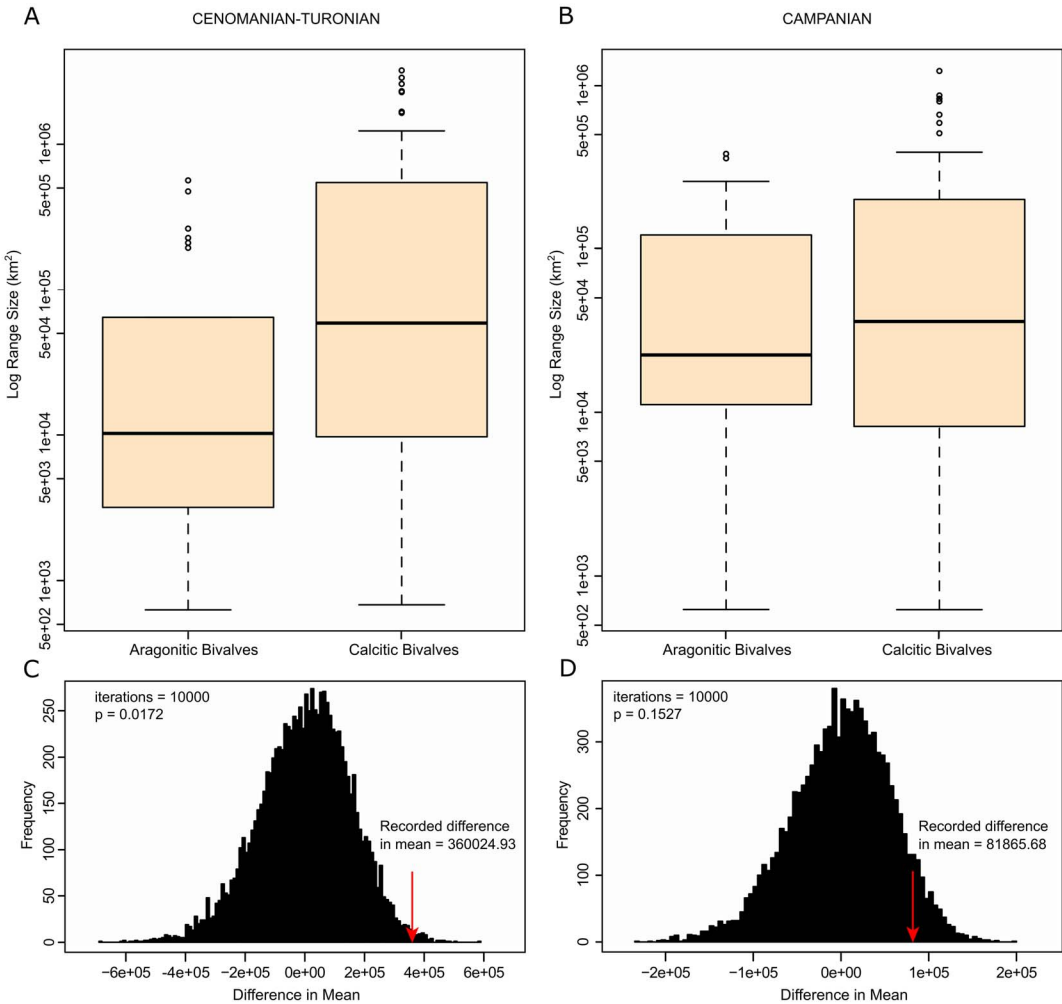 A
CENOMANIAN-TURONIAN
Log Range Size (km²)
1e+06
5e+05
1e+05
5e+04
1e+04
5e+03
1e+03
5e+02
Aragonitic Bivalves
Calcitic Bivalves
B
CAMPANIAN
Log Range Size (km²)
1e+06
5e+05
1e+05
5e+04
1e+04
5e+03
1e+03
5e+02
Aragonitic Bivalves
Calcitic Bivalves
C
iterations = 10000
p = 0.0172
Frequency
250
200
150
100
50
0
Recorded difference
in mean = 360024.93
−6e+05 −4e+05 −2e+05 0e+00 2e+05 4e+05 6e+05
Difference in Mean
D
iterations = 10000
p = 0.1527
Frequency
300
200
100
0
Recorded difference
in mean = 81865.68
−2e+05 −1e+05 0e+00 1e+05 2e+05
Difference in Mean